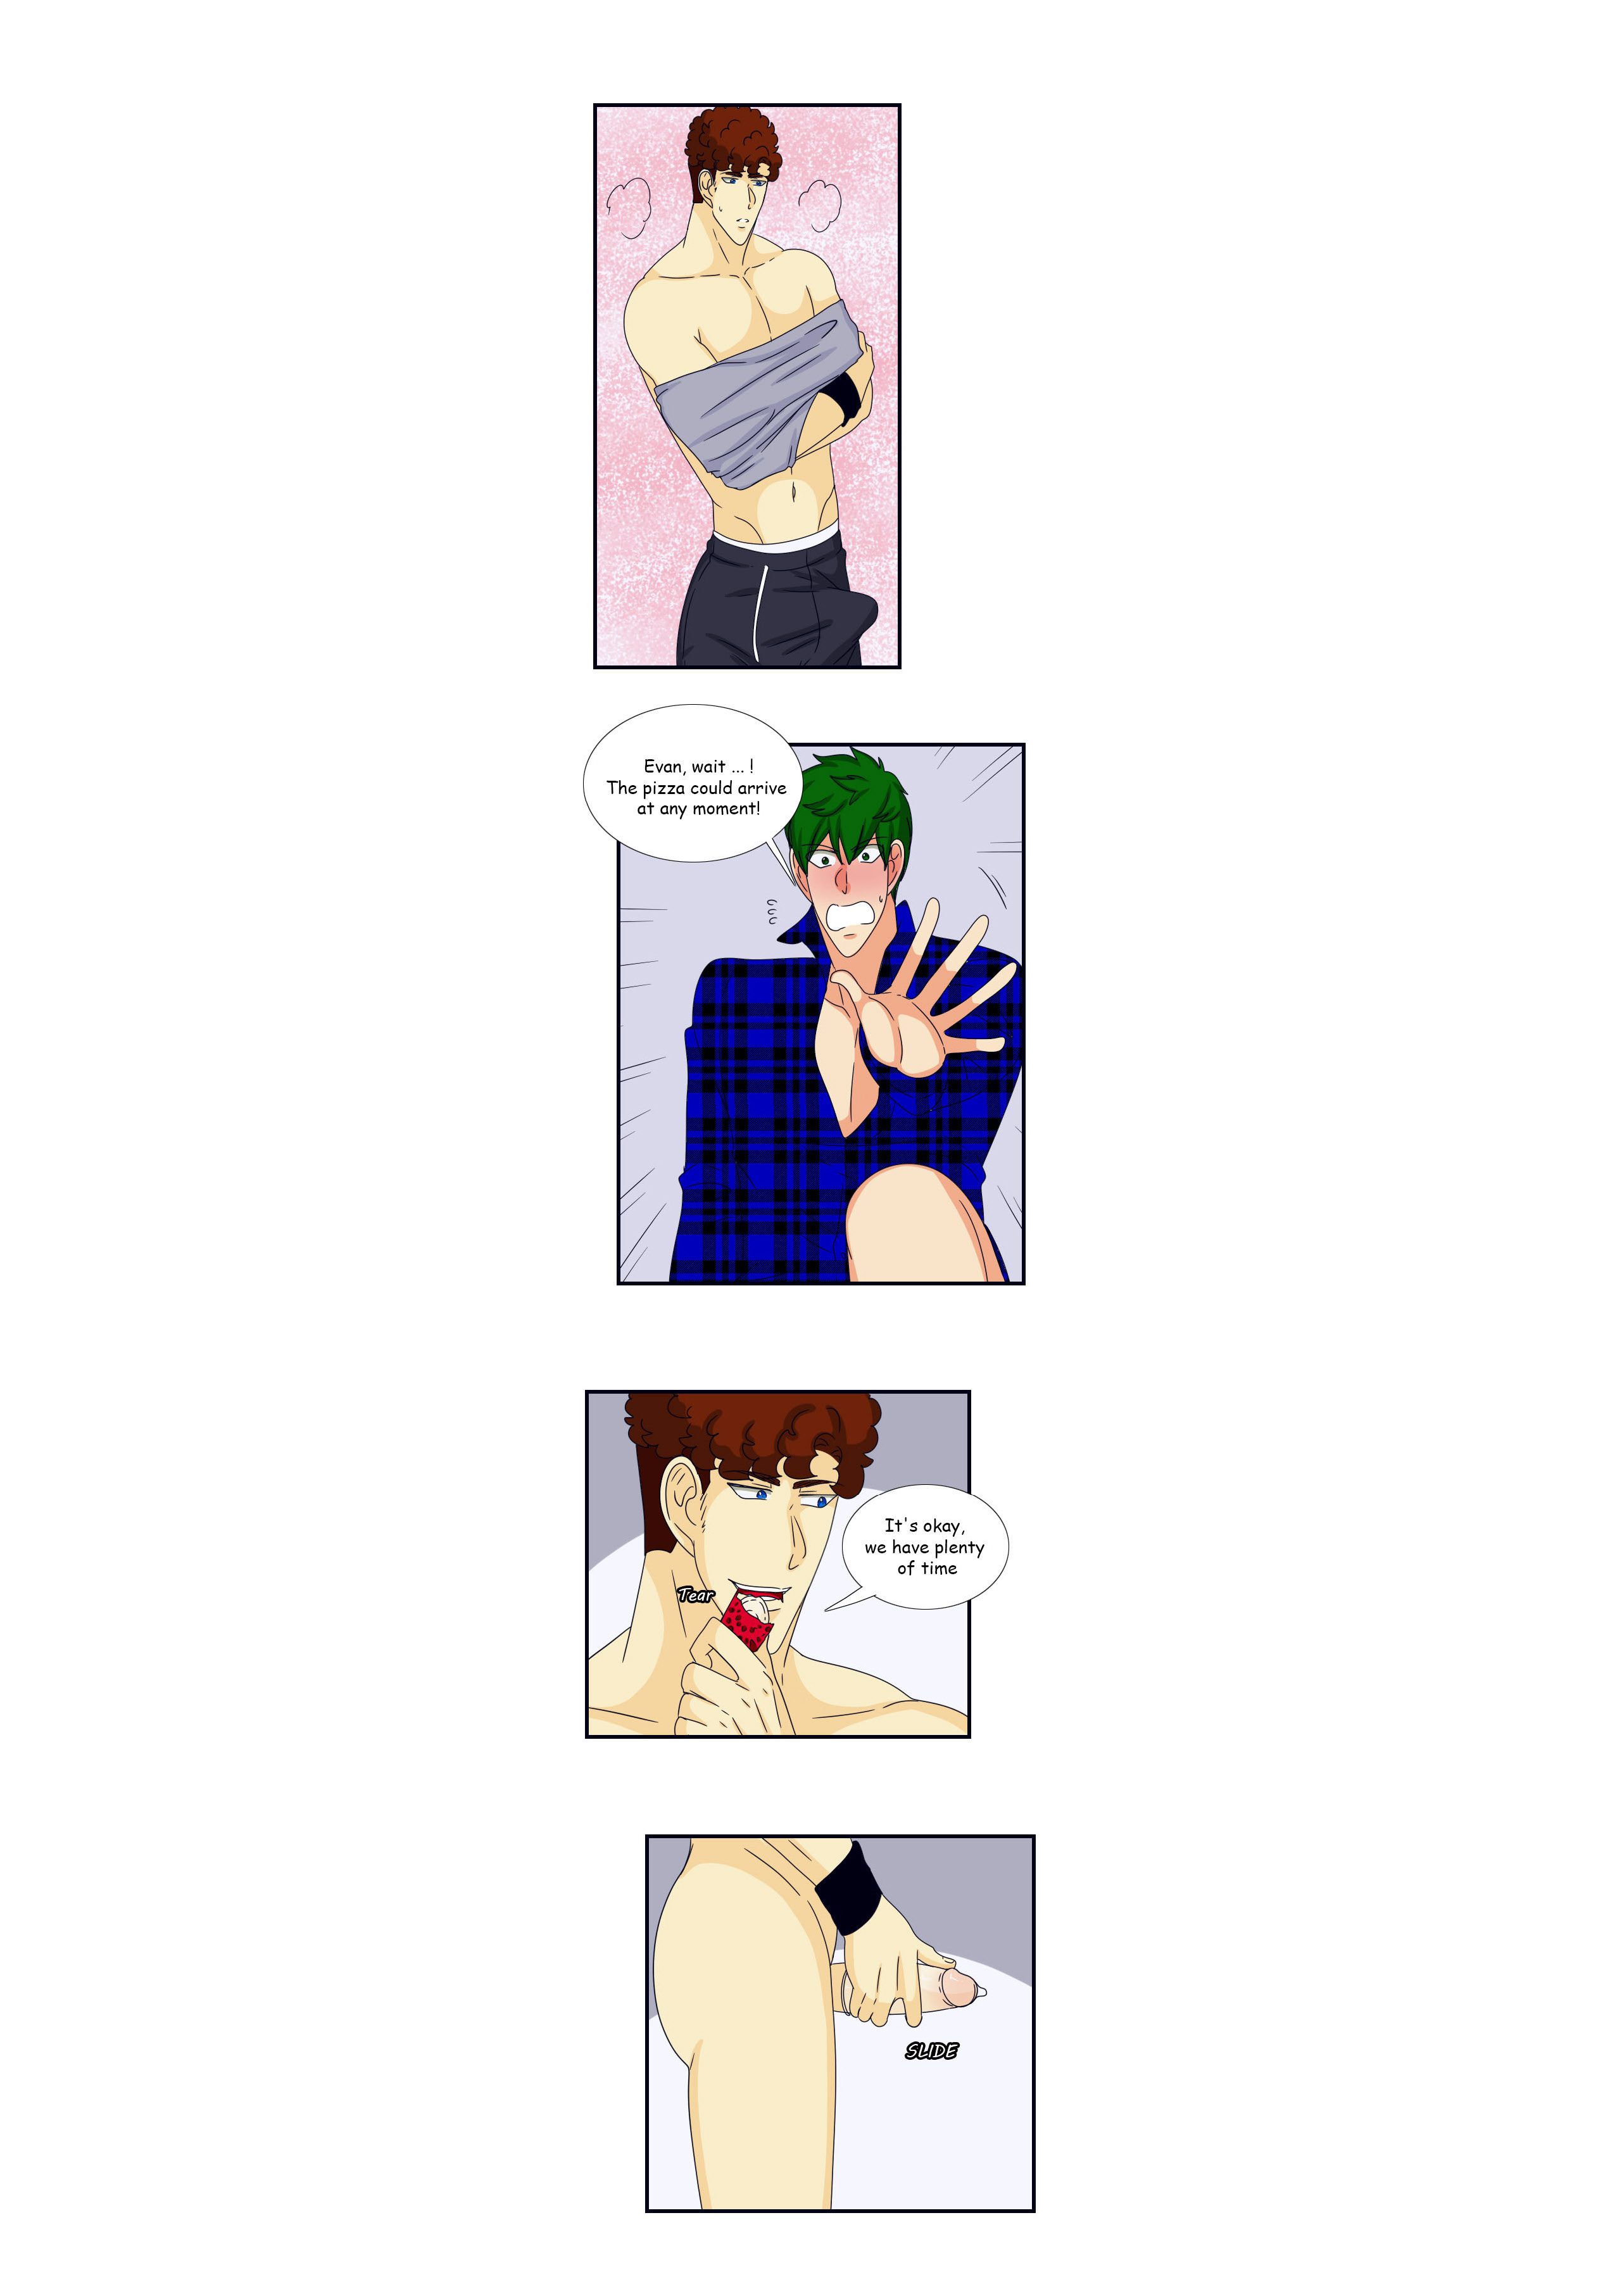 Evan, wait ... !
The pizza could arrive
at any moment!
It's okay,
we have plenty
of time
Tear
SLIDE